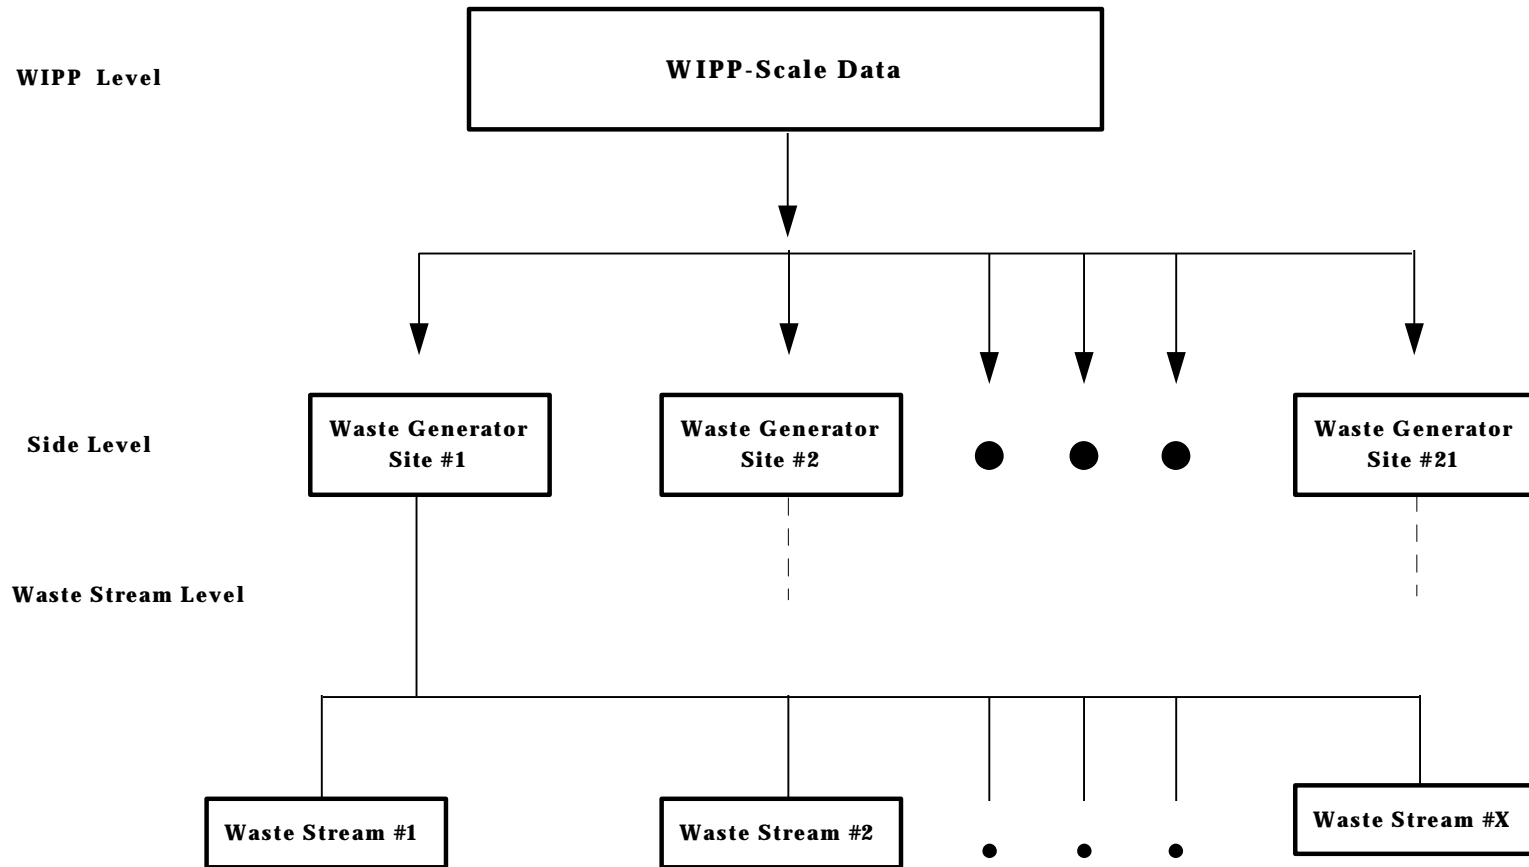 WIPP-Scale Data
WIPP Level
Waste Generator
Site #1
Waste Generator
Site #2
Waste Generator
Site #21
Side Level
Waste Stream Level
Waste Stream #1
Waste Stream #2
Waste Stream #X